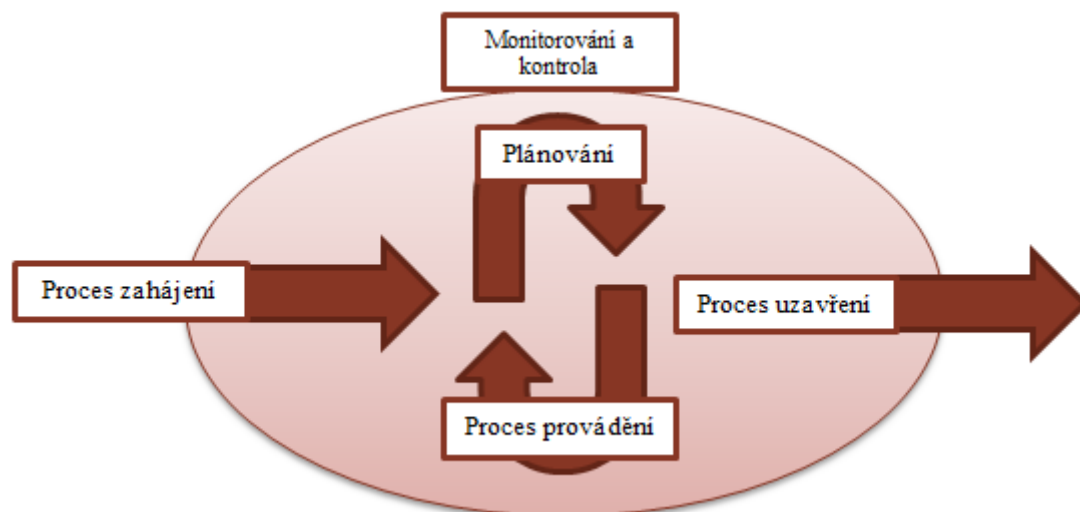 Monitorování a
kontrola
Plánování
Proces zahájení
Proces uzavření
Proces provádění